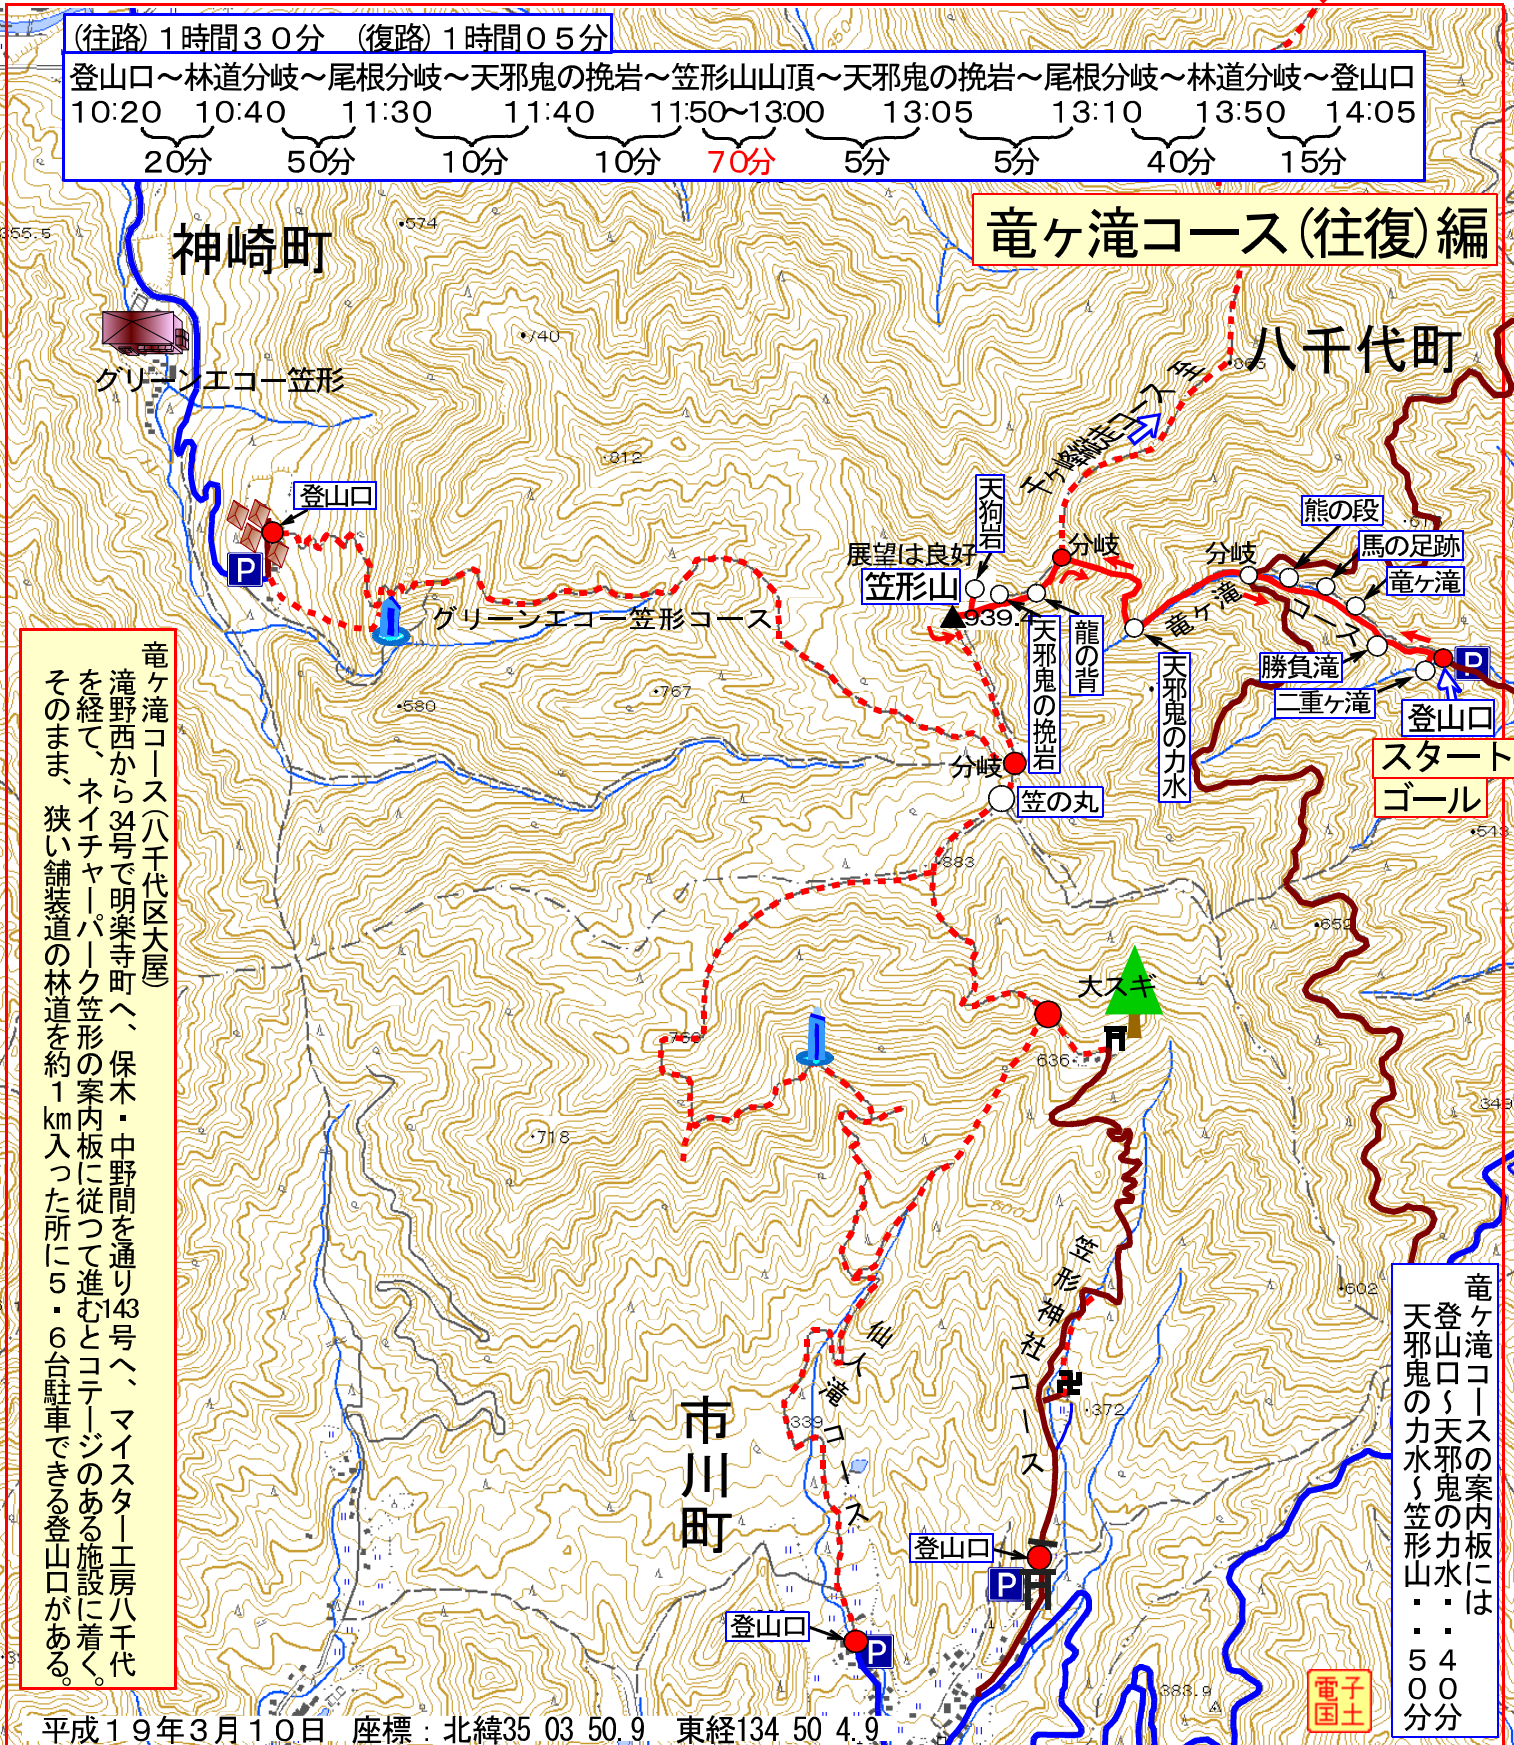 (往路)１時間３０分　(復路)１時間０５分
登山口～林道分岐～尾根分岐～天邪鬼の挽岩～笠形山山頂～天邪鬼の挽岩～尾根分岐～林道分岐～登山口
10:20 10:40 11:30 11:40 11:50～13:00 13:05 13:10 13:50 14:05
20分 50分 10分 10分 70分 5分 5分 40分 15分
竜ヶ滝コース(往復)編
神崎町
グリーンエコー笠形
登山口
P
グリーンエコー笠形コース
八千代町
千ヶ峰縦走コース 至
天狗岩
展望は良好
笠形山
939.4
分岐
分岐
熊の段
馬の足跡
竜ヶ滝
竜ヶ滝コース
天邪鬼の挽岩
龍の背
天邪鬼の力水
勝負滝
二重ヶ滝
P
登山口
スタート
ゴール
分岐
笠の丸
大スギ
笠形神社コース
仙人滝コース
市川町
登山口
P
登山口
P
355.5
574
740
812
865
767
580
883
543
652
636
718
349
602
339
372
383.9
350
600
竜ヶ滝コース(八千代区大屋)
滝野西から34号で明楽寺町へ、保木・中野間を通り143号へ、マイスター工房八千代
を経て、ネイチャーパーク笠形の案内板に従つて進むとコテージのある施設に着く。
そのまま、狭い舗装道の林道を約１km入った所に５・６台駐車できる登山口がある。
竜ヶ滝コースの案内板には
登山口～天邪鬼の力水・・４０分
天邪鬼の力水～笠形山・・５０分
電子国土
平成１９年３月１０日　座標：北緯35 03 50.9　東経134 50 4.9